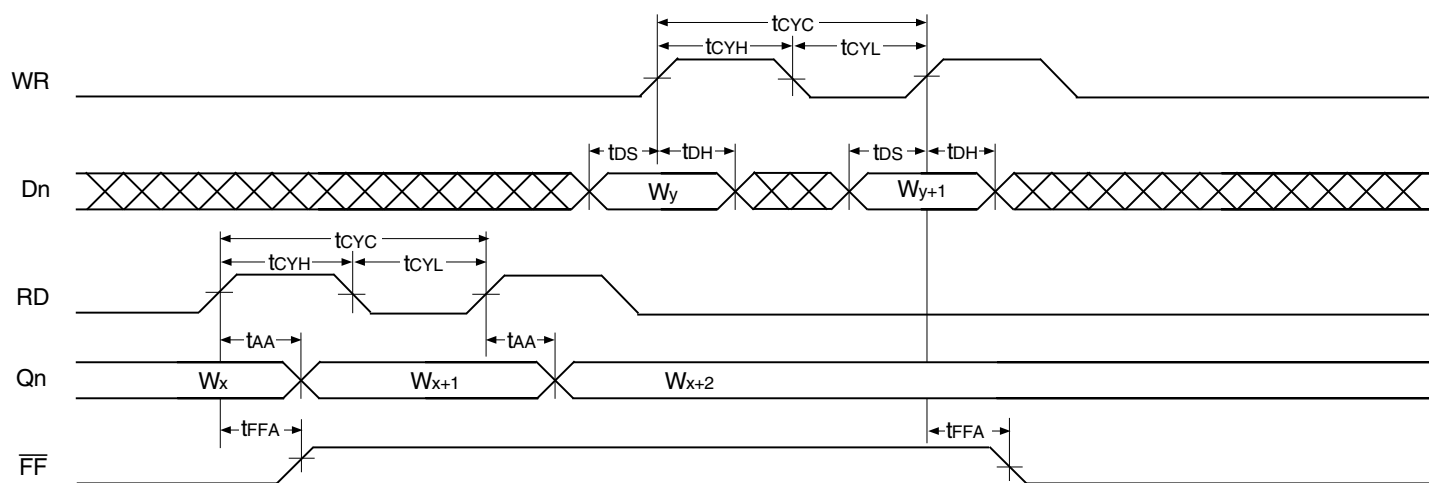 tCYC
tCYH tCYL
WR
tDS tDH tDS tDH
Dn Wy Wy+1
tCYC
tCYH tCYL
RD
tAA tAA
Qn Wx Wx+1 Wx+2
tFFA tFFA
F̅F̅